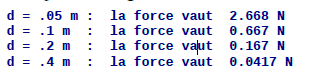 d = .05 m :  la force vaut  2.668 N
d = .1 m :  la force vaut  0.667 N
d = .2 m :  la force vaut  0.167 N
d = .4 m :  la force vaut  0.0417 N